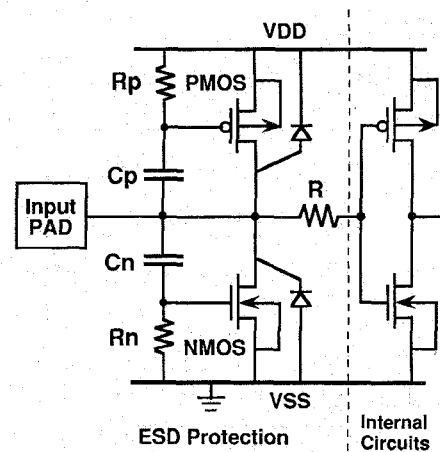 VDD
Rp
PMOS
Cp
R
Input
PAD
Cn
Rn
NMOS
VSS
ESD Protection
Internal
Circuits